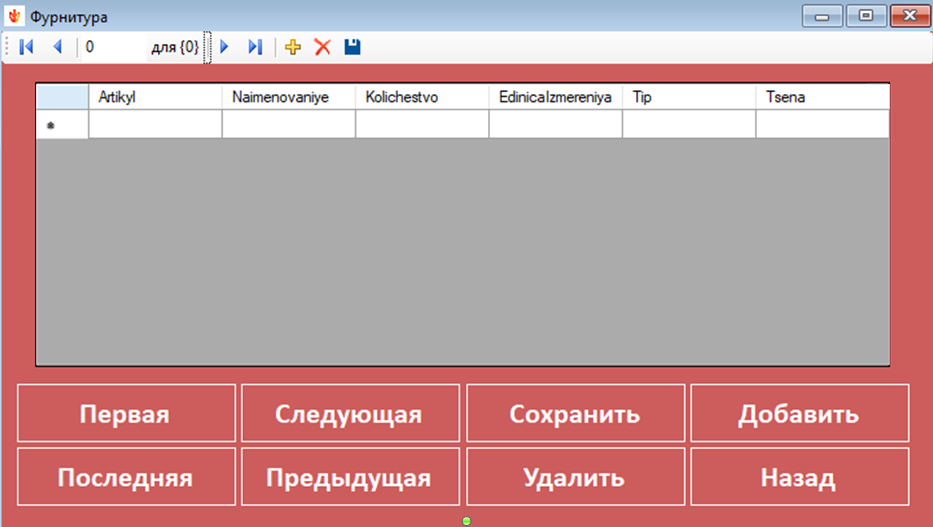 Фурнитура
0 для {0}
Artikyl Naimenovaniye Kolichestvo EdinicaIzmereniya Tip Tsena
Первая Следующая Сохранить Добавить
Последняя Предыдущая Удалить Назад